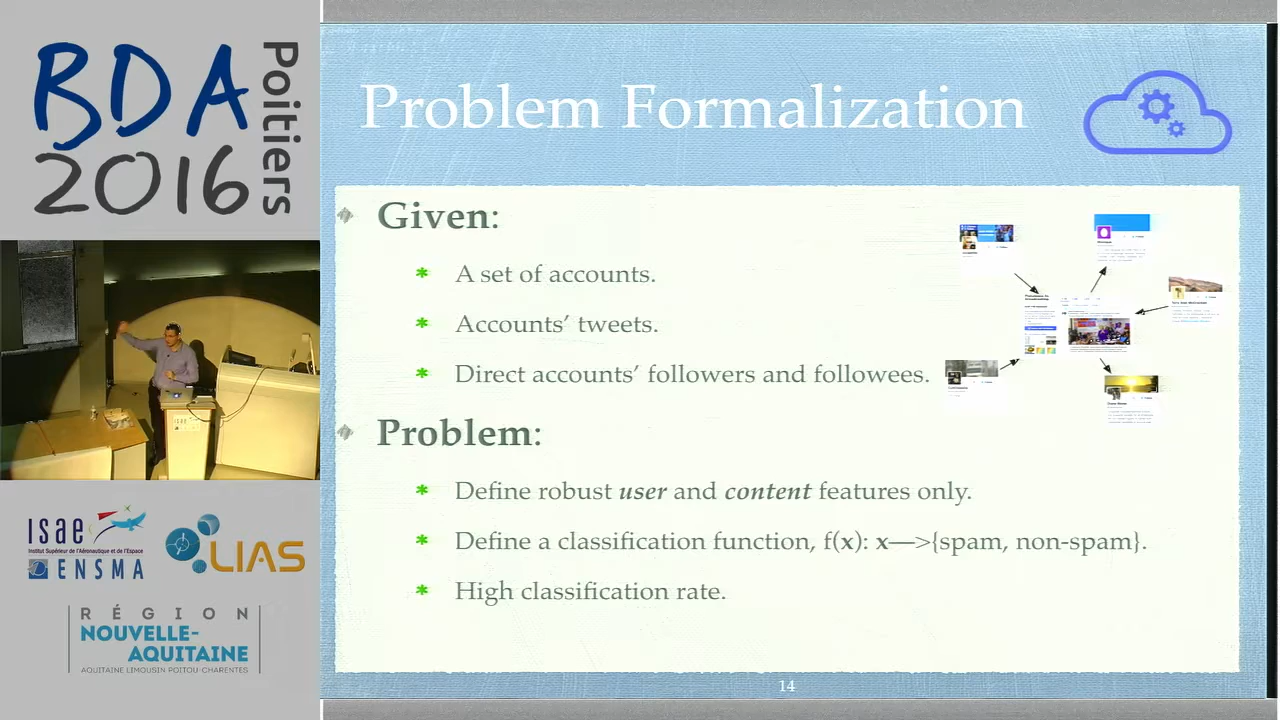 BDA
2016
Poitiers
isae
Institut Supérieur de l'Aéronautique et de l'Espace
ENSMA
LIAS
RÉGION
NOUVELLE-
AQUITAINE
AQUITAINE LIMOUSIN POITOU-CHARENTES
Problem Formalization
Given:
A set of accounts.
Accounts' tweets.
Direct accounts' followers and followees.
Problem:
Define robust user and content features only.
Define a classification function, f(x): x—>{spam, non-spam}.
High classification rate.
14